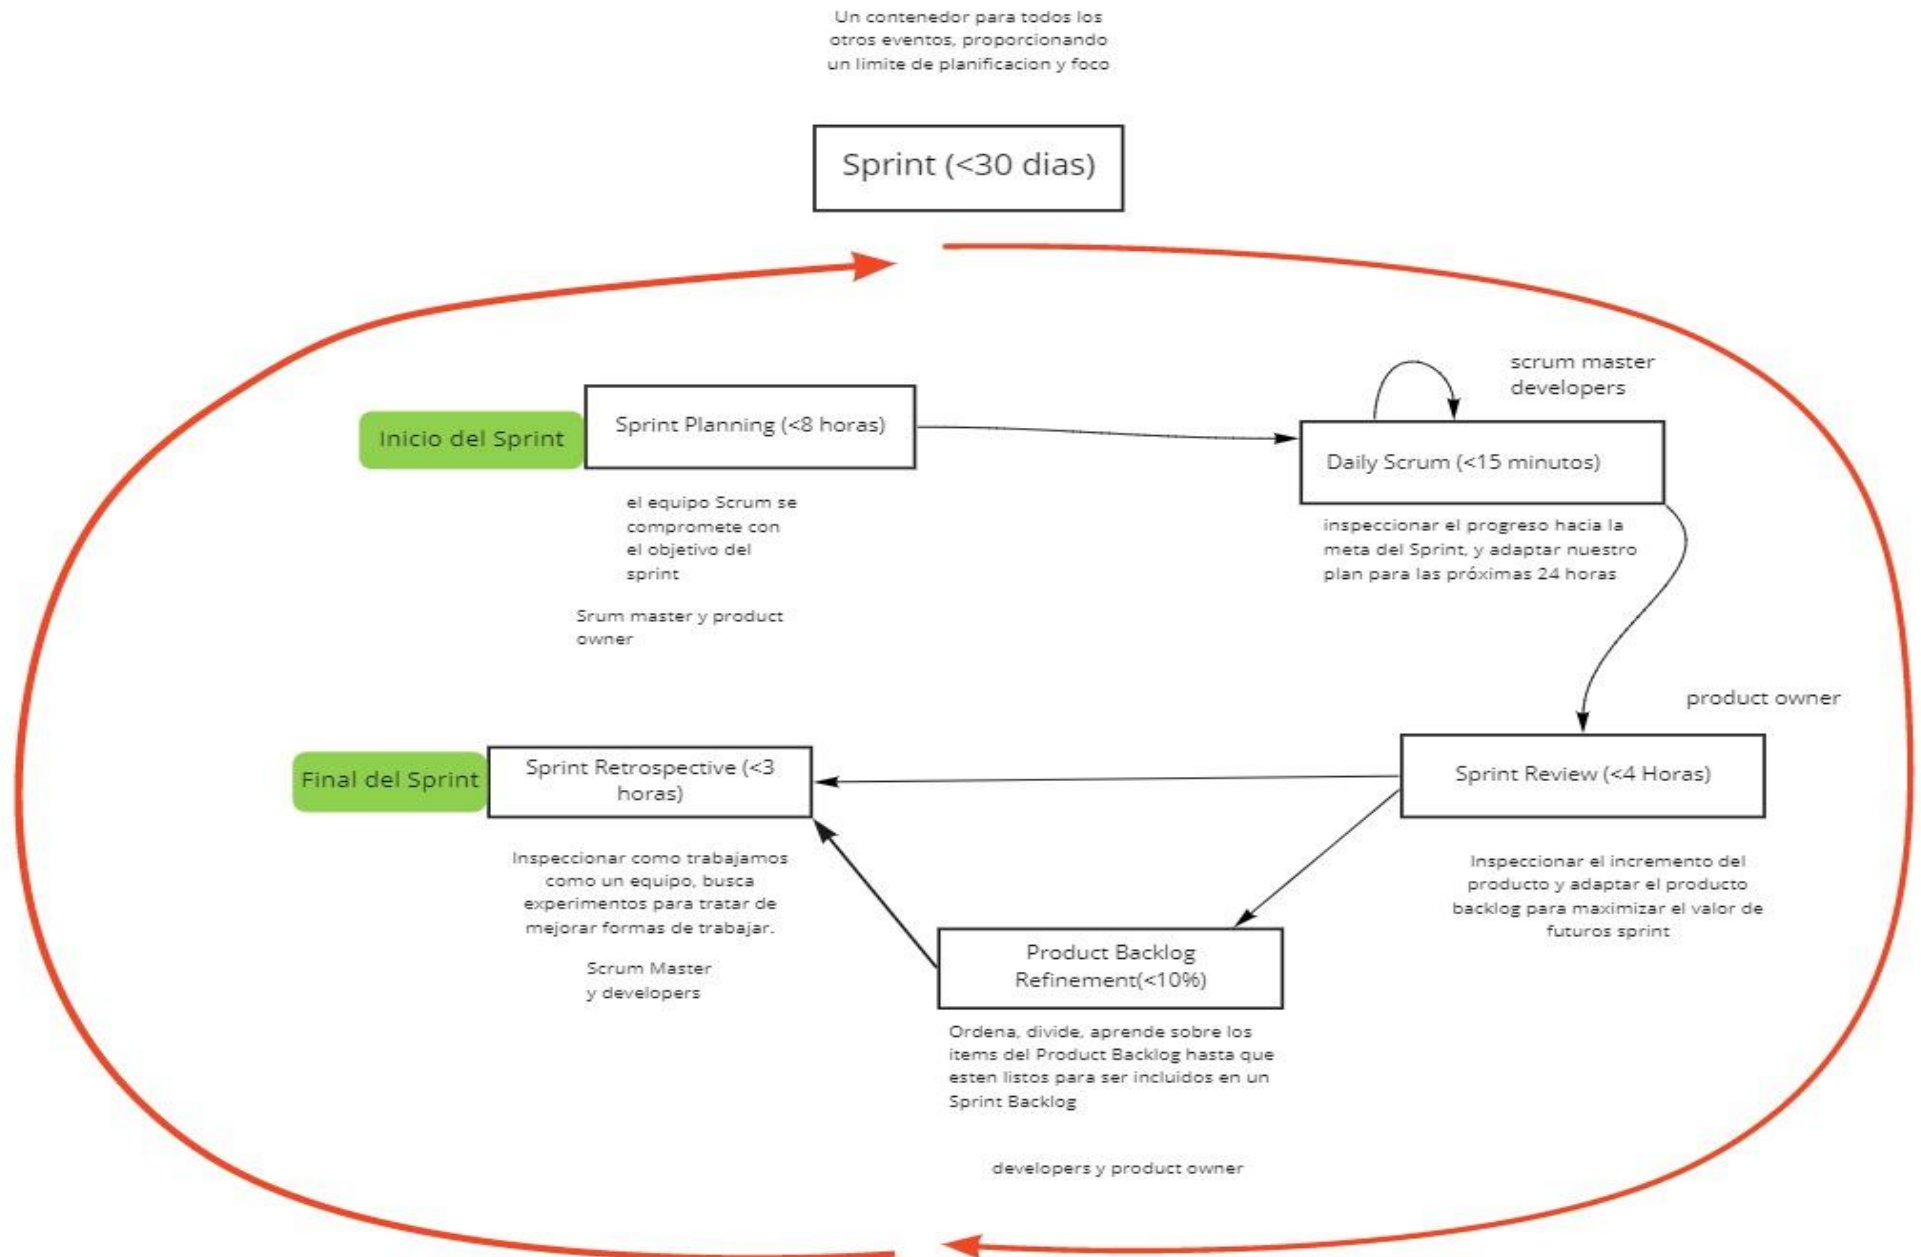 Un contenedor para todos los
otros eventos, proporcionando
un limite de planificacion y foco
Sprint (<30 dias)
Inicio del Sprint
Sprint Planning (<8 horas)
el equipo Scrum se
compromete con
el objetivo del
sprint
Srum master y product
owner
scrum master
developers
Daily Scrum (<15 minutos)
inspeccionar el progreso hacia la
meta del Sprint, y adaptar nuestro
plan para las próximas 24 horas
product owner
Sprint Review (<4 Horas)
Inspeccionar el incremento del
producto y adaptar el producto
backlog para maximizar el valor de
futuros sprint
Final del Sprint
Sprint Retrospective (<3
horas)
Inspeccionar como trabajamos
como un equipo, busca
experimentos para tratar de
mejorar formas de trabajar.
Scrum Master
y developers
Product Backlog
Refinement(<10%)
Ordena, divide, aprende sobre los
items del Product Backlog hasta que
esten listos para ser incluidos en un
Sprint Backlog
developers y product owner